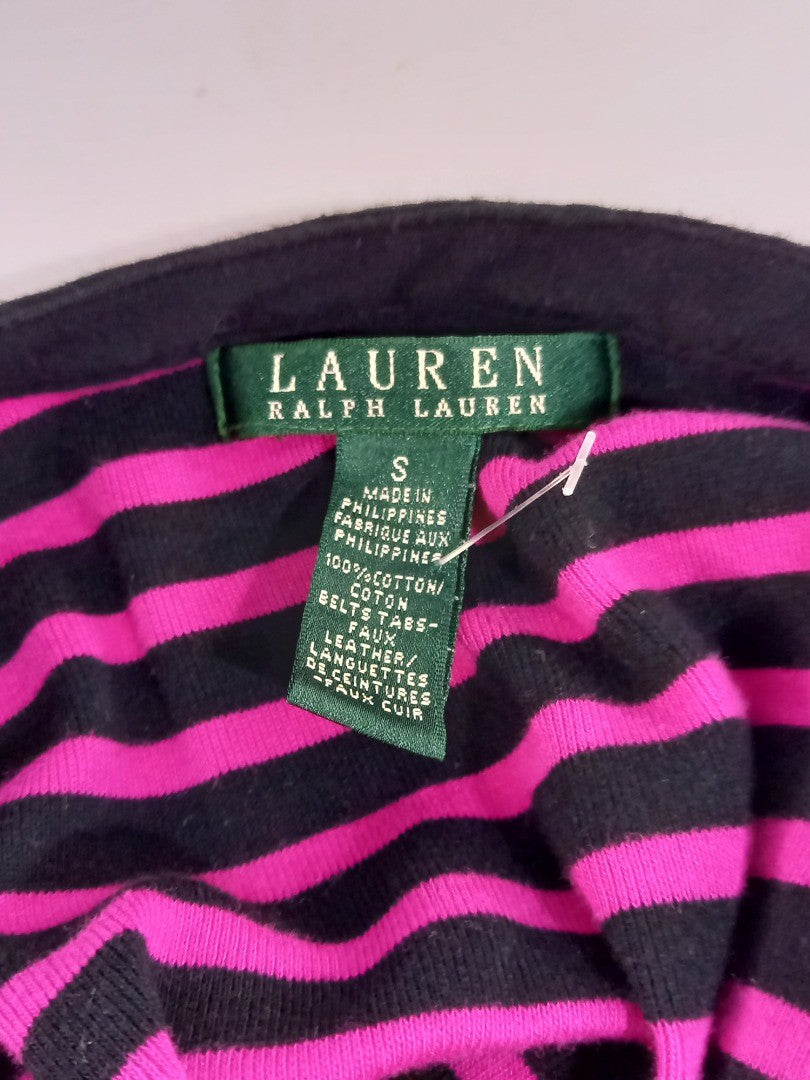 LAUREN
RALPH LAUREN
S
MADE IN
PHILIPPINES
FABRIQUE AUX
PHILIPPINES
100% COTTON/
COTON
BELTS TABS-
FAUX
LEATHER/
LANGUETTES
DE CEINTURES
-FAUX CUIR